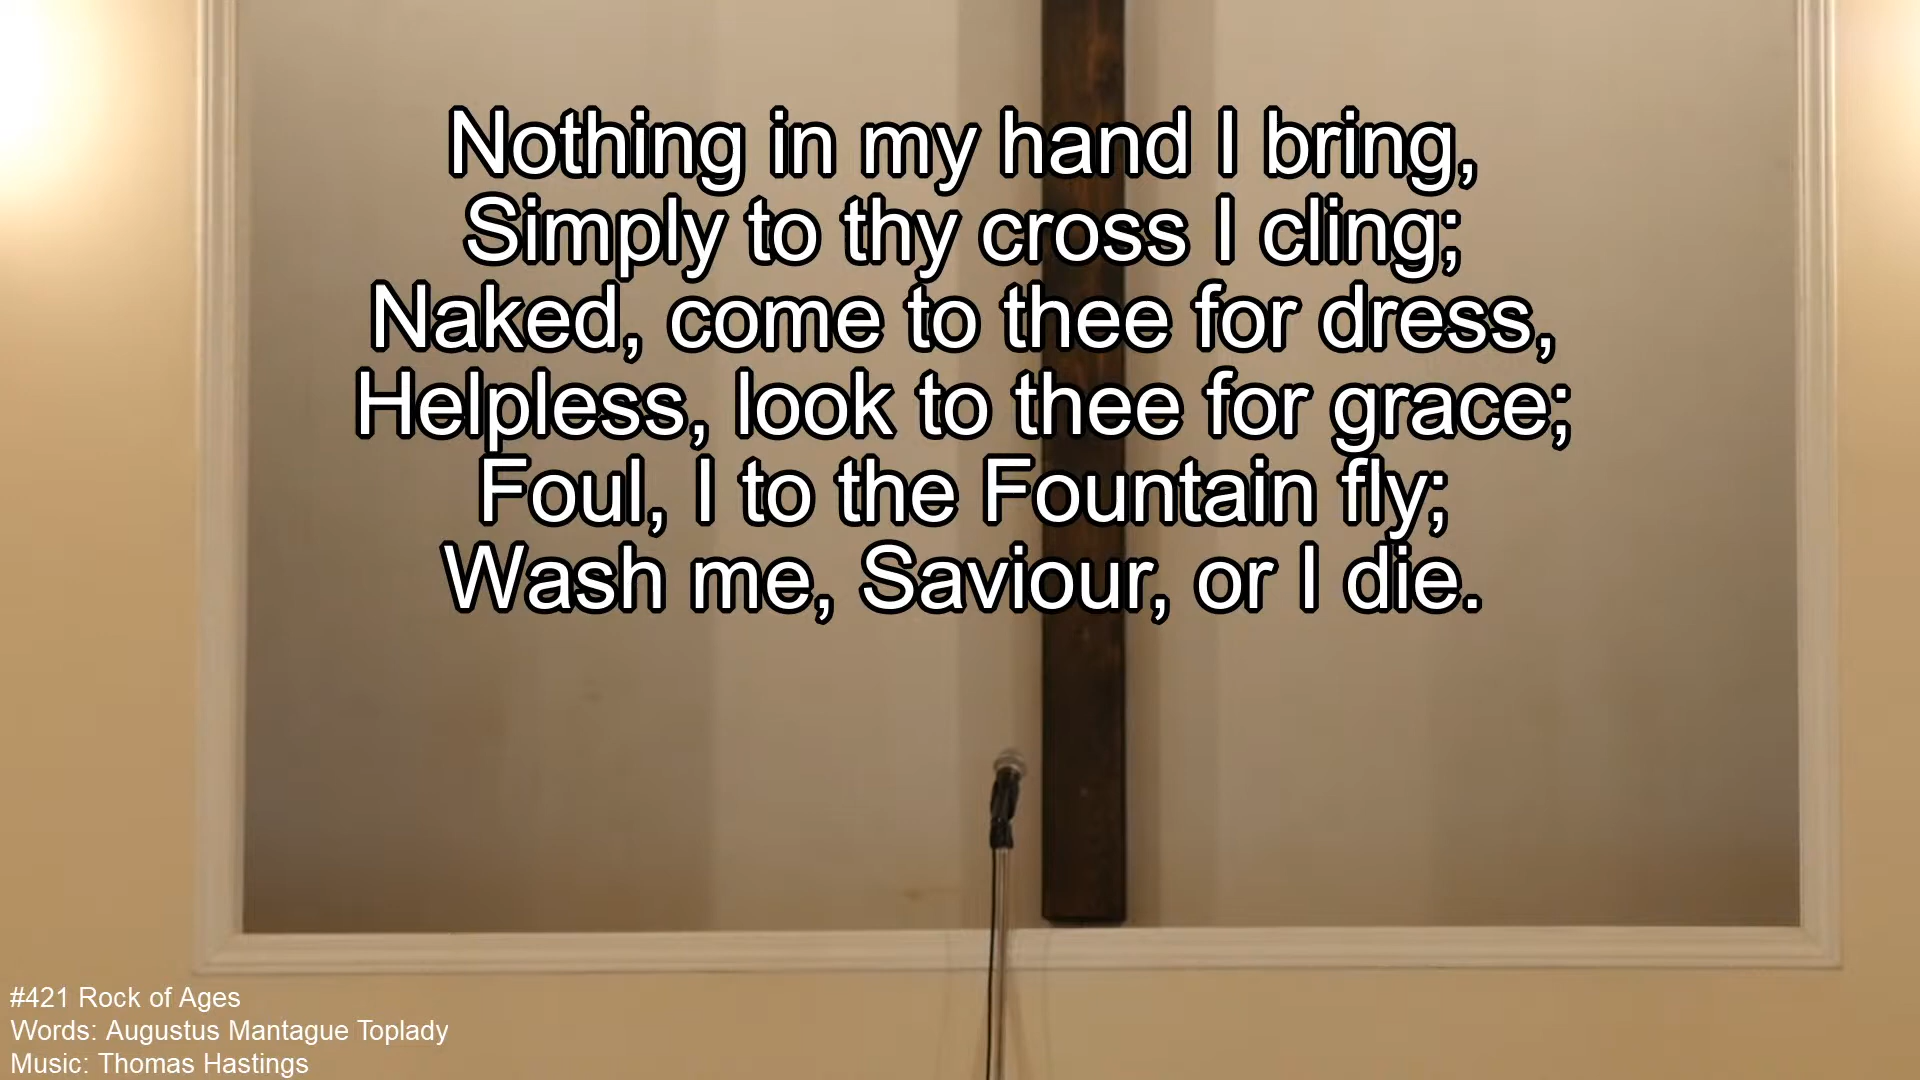 Nothing in my hand I bring,
Simply to thy cross I cling;
Naked, come to thee for dress,
Helpless, look to thee for grace;
Foul, I to the Fountain fly;
Wash me, Saviour, or I die.
#421 Rock of Ages
Words: Augustus Mantague Toplady
Music: Thomas Hastings